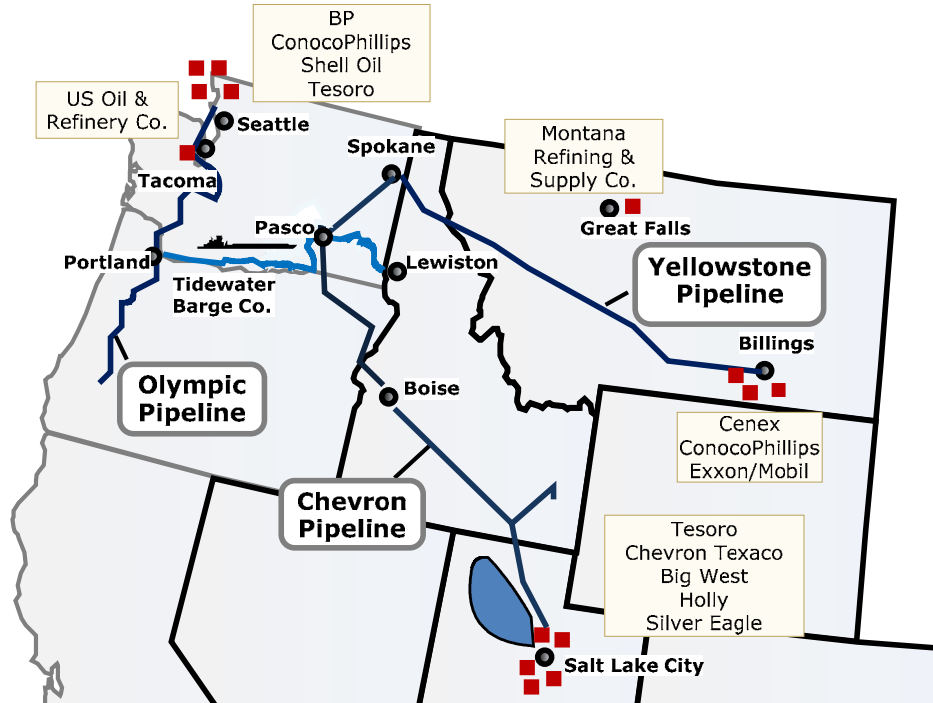 BP
ConocoPhillips
Shell Oil
Tesoro
US Oil &
Refinery Co.
Seattle
Tacoma
Spokane
Montana
Refining &
Supply Co.
Great Falls
Pasco
Portland
Lewiston
Tidewater
Barge Co.
Yellowstone
Pipeline
Billings
Olympic
Pipeline
Boise
Cenex
ConocoPhillips
Exxon/Mobil
Chevron
Pipeline
Tesoro
Chevron Texaco
Big West
Holly
Silver Eagle
Salt Lake City